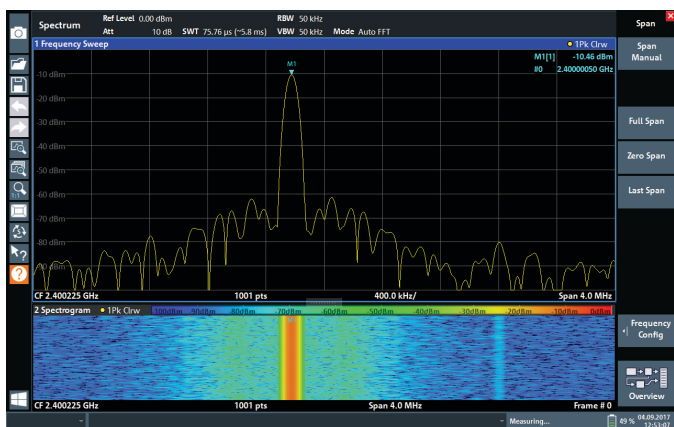 Spectrum
Ref Level 0.00 dBm RBW 50 kHz
Att 10 dB SWT 75.76 µs (~5.8 ms) VBW 50 kHz Mode Auto FFT
Span
1 Frequency Sweep
1Pk Clrw
Span Manual
M1[1] -10.46 dBm
#0 2.40000050 GHz
M1
-10 dBm
-20 dBm
-30 dBm
-40 dBm
-50 dBm
-60 dBm
-70 dBm
-80 dBm
-90 dBm
Full Span
Zero Span
Last Span
CF 2.400225 GHz 1001 pts 400.0 kHz/ Span 4.0 MHz
2 Spectrogram 1Pk Clrw
-100dBm -90dBm -80dBm -70dBm -60dBm -50dBm -40dBm -30dBm -20dBm -10dBm 0dBm
Frequency Config
Overview
CF 2.400225 GHz 1001 pts Span 4.0 MHz Frame # 0
Measuring...
49 %
04.09.2017
12:53:07